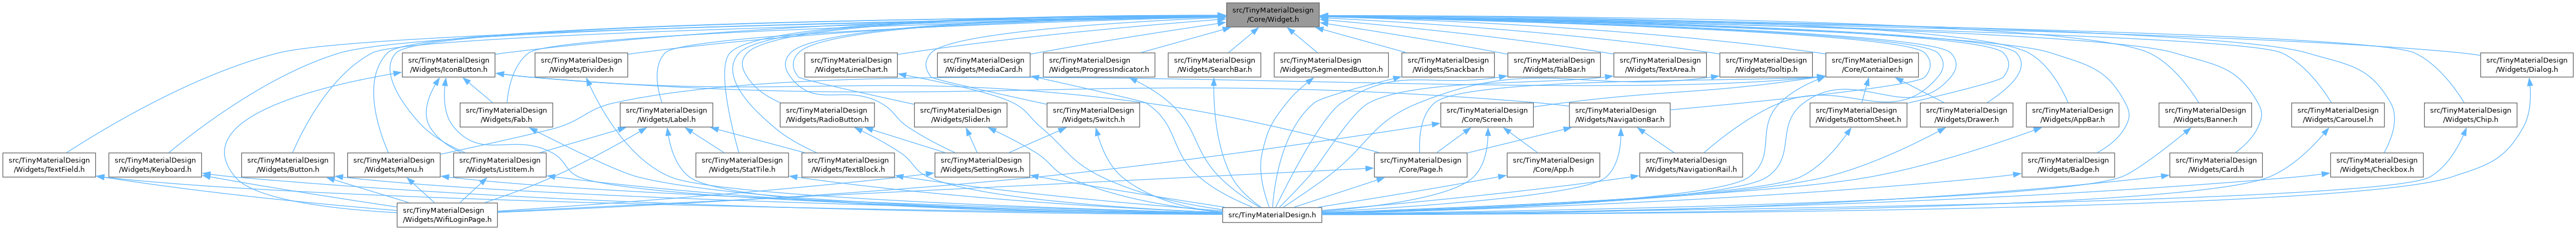 src/TinyMaterialDesign
/Core/Widget.h
src/TinyMaterialDesign
/Widgets/IconButton.h
src/TinyMaterialDesign
/Widgets/Divider.h
src/TinyMaterialDesign
/Widgets/LineChart.h
src/TinyMaterialDesign
/Widgets/MediaCard.h
src/TinyMaterialDesign
/Widgets/ProgressIndicator.h
src/TinyMaterialDesign
/Widgets/SearchBar.h
src/TinyMaterialDesign
/Widgets/SegmentedButton.h
src/TinyMaterialDesign
/Widgets/Snackbar.h
src/TinyMaterialDesign
/Widgets/TabBar.h
src/TinyMaterialDesign
/Widgets/TextArea.h
src/TinyMaterialDesign
/Widgets/Tooltip.h
src/TinyMaterialDesign
/Core/Container.h
src/TinyMaterialDesign
/Widgets/Dialog.h
src/TinyMaterialDesign
/Widgets/Fab.h
src/TinyMaterialDesign
/Widgets/Label.h
src/TinyMaterialDesign
/Widgets/RadioButton.h
src/TinyMaterialDesign
/Widgets/Slider.h
src/TinyMaterialDesign
/Widgets/Switch.h
src/TinyMaterialDesign
/Core/Screen.h
src/TinyMaterialDesign
/Widgets/NavigationBar.h
src/TinyMaterialDesign
/Widgets/BottomSheet.h
src/TinyMaterialDesign
/Widgets/Drawer.h
src/TinyMaterialDesign
/Widgets/AppBar.h
src/TinyMaterialDesign
/Widgets/Banner.h
src/TinyMaterialDesign
/Widgets/Carousel.h
src/TinyMaterialDesign
/Widgets/Chip.h
src/TinyMaterialDesign
/Widgets/TextField.h
src/TinyMaterialDesign
/Widgets/Keyboard.h
src/TinyMaterialDesign
/Widgets/Button.h
src/TinyMaterialDesign
/Widgets/Menu.h
src/TinyMaterialDesign
/Widgets/ListItem.h
src/TinyMaterialDesign
/Widgets/StatTile.h
src/TinyMaterialDesign
/Widgets/TextBlock.h
src/TinyMaterialDesign
/Widgets/SettingRows.h
src/TinyMaterialDesign
/Core/Page.h
src/TinyMaterialDesign
/Core/App.h
src/TinyMaterialDesign
/Widgets/NavigationRail.h
src/TinyMaterialDesign
/Widgets/Badge.h
src/TinyMaterialDesign
/Widgets/Card.h
src/TinyMaterialDesign
/Widgets/Checkbox.h
src/TinyMaterialDesign
/Widgets/WifiLoginPage.h
src/TinyMaterialDesign.h